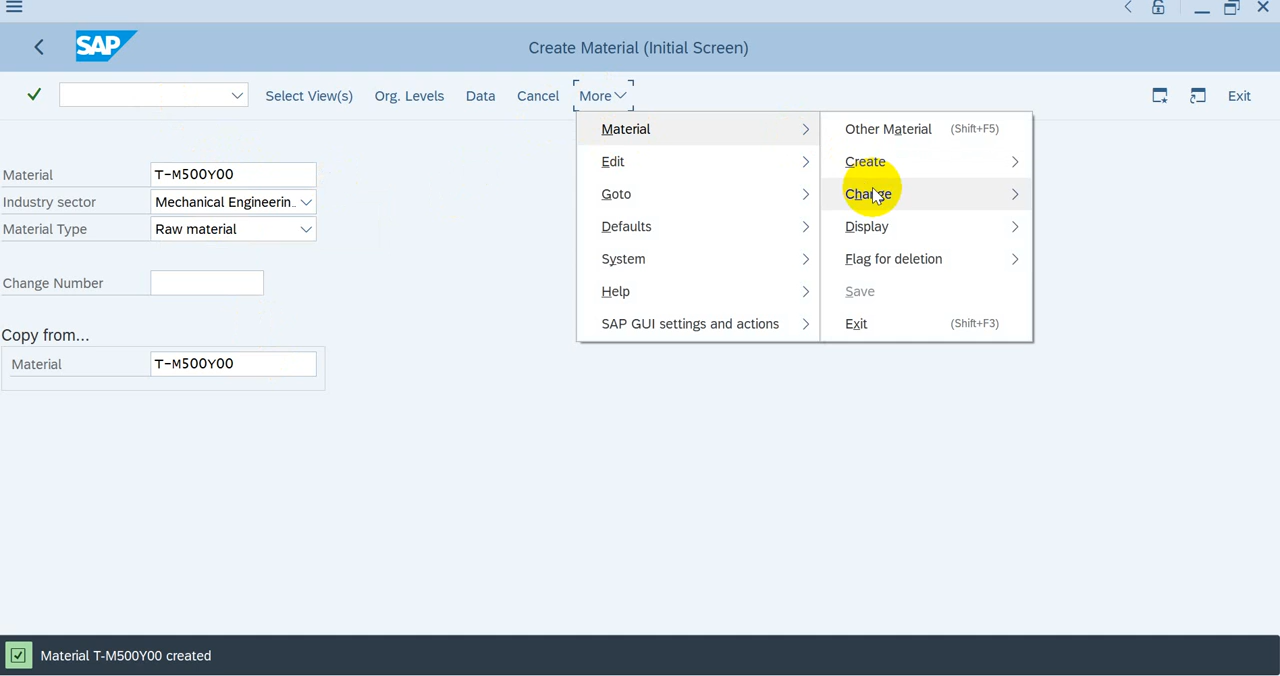 SAP
Create Material (Initial Screen)
Select View(s) Org. Levels Data Cancel More Exit
Material T-M500Y00
Industry sector Mechanical Engineerin..
Material Type Raw material
Change Number
Copy from...
Material T-M500Y00
Material
Edit
Goto
Defaults
System
Help
SAP GUI settings and actions
Other Material (Shift+F5)
Create
Change
Display
Flag for deletion
Save
Exit (Shift+F3)
Material T-M500Y00 created